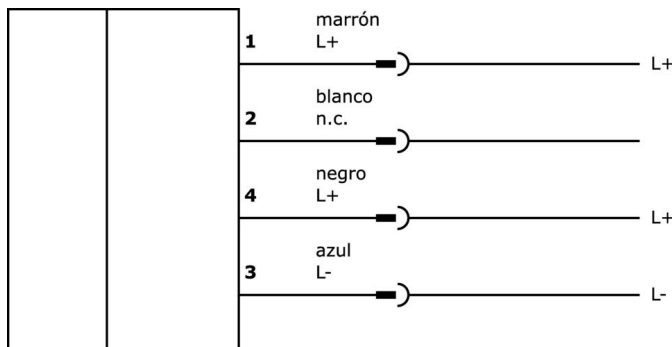 marrón
1 L+ L+
blanco
2 n.c.
negro
4 L+ L+
azul
3 L- L-